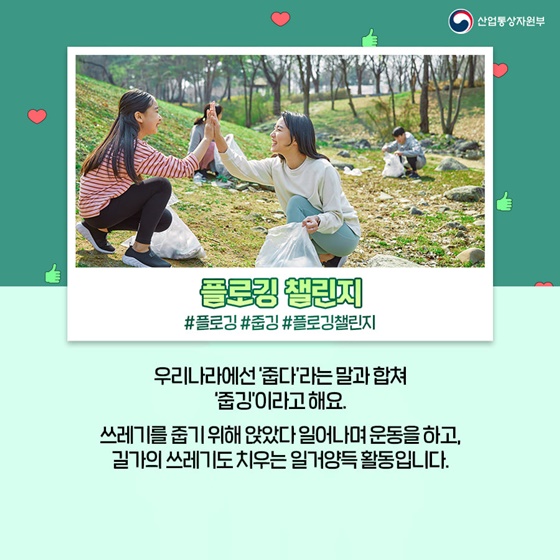 산업통상자원부
플로깅 챌린지
#플로깅 #줍깅 #플로깅챌린지
우리나라에선 '줍다'라는 말과 합쳐
'줍깅'이라고 해요.
쓰레기를 줍기 위해 앉았다 일어나며 운동을 하고,
길가의 쓰레기도 치우는 일거양득 활동입니다.